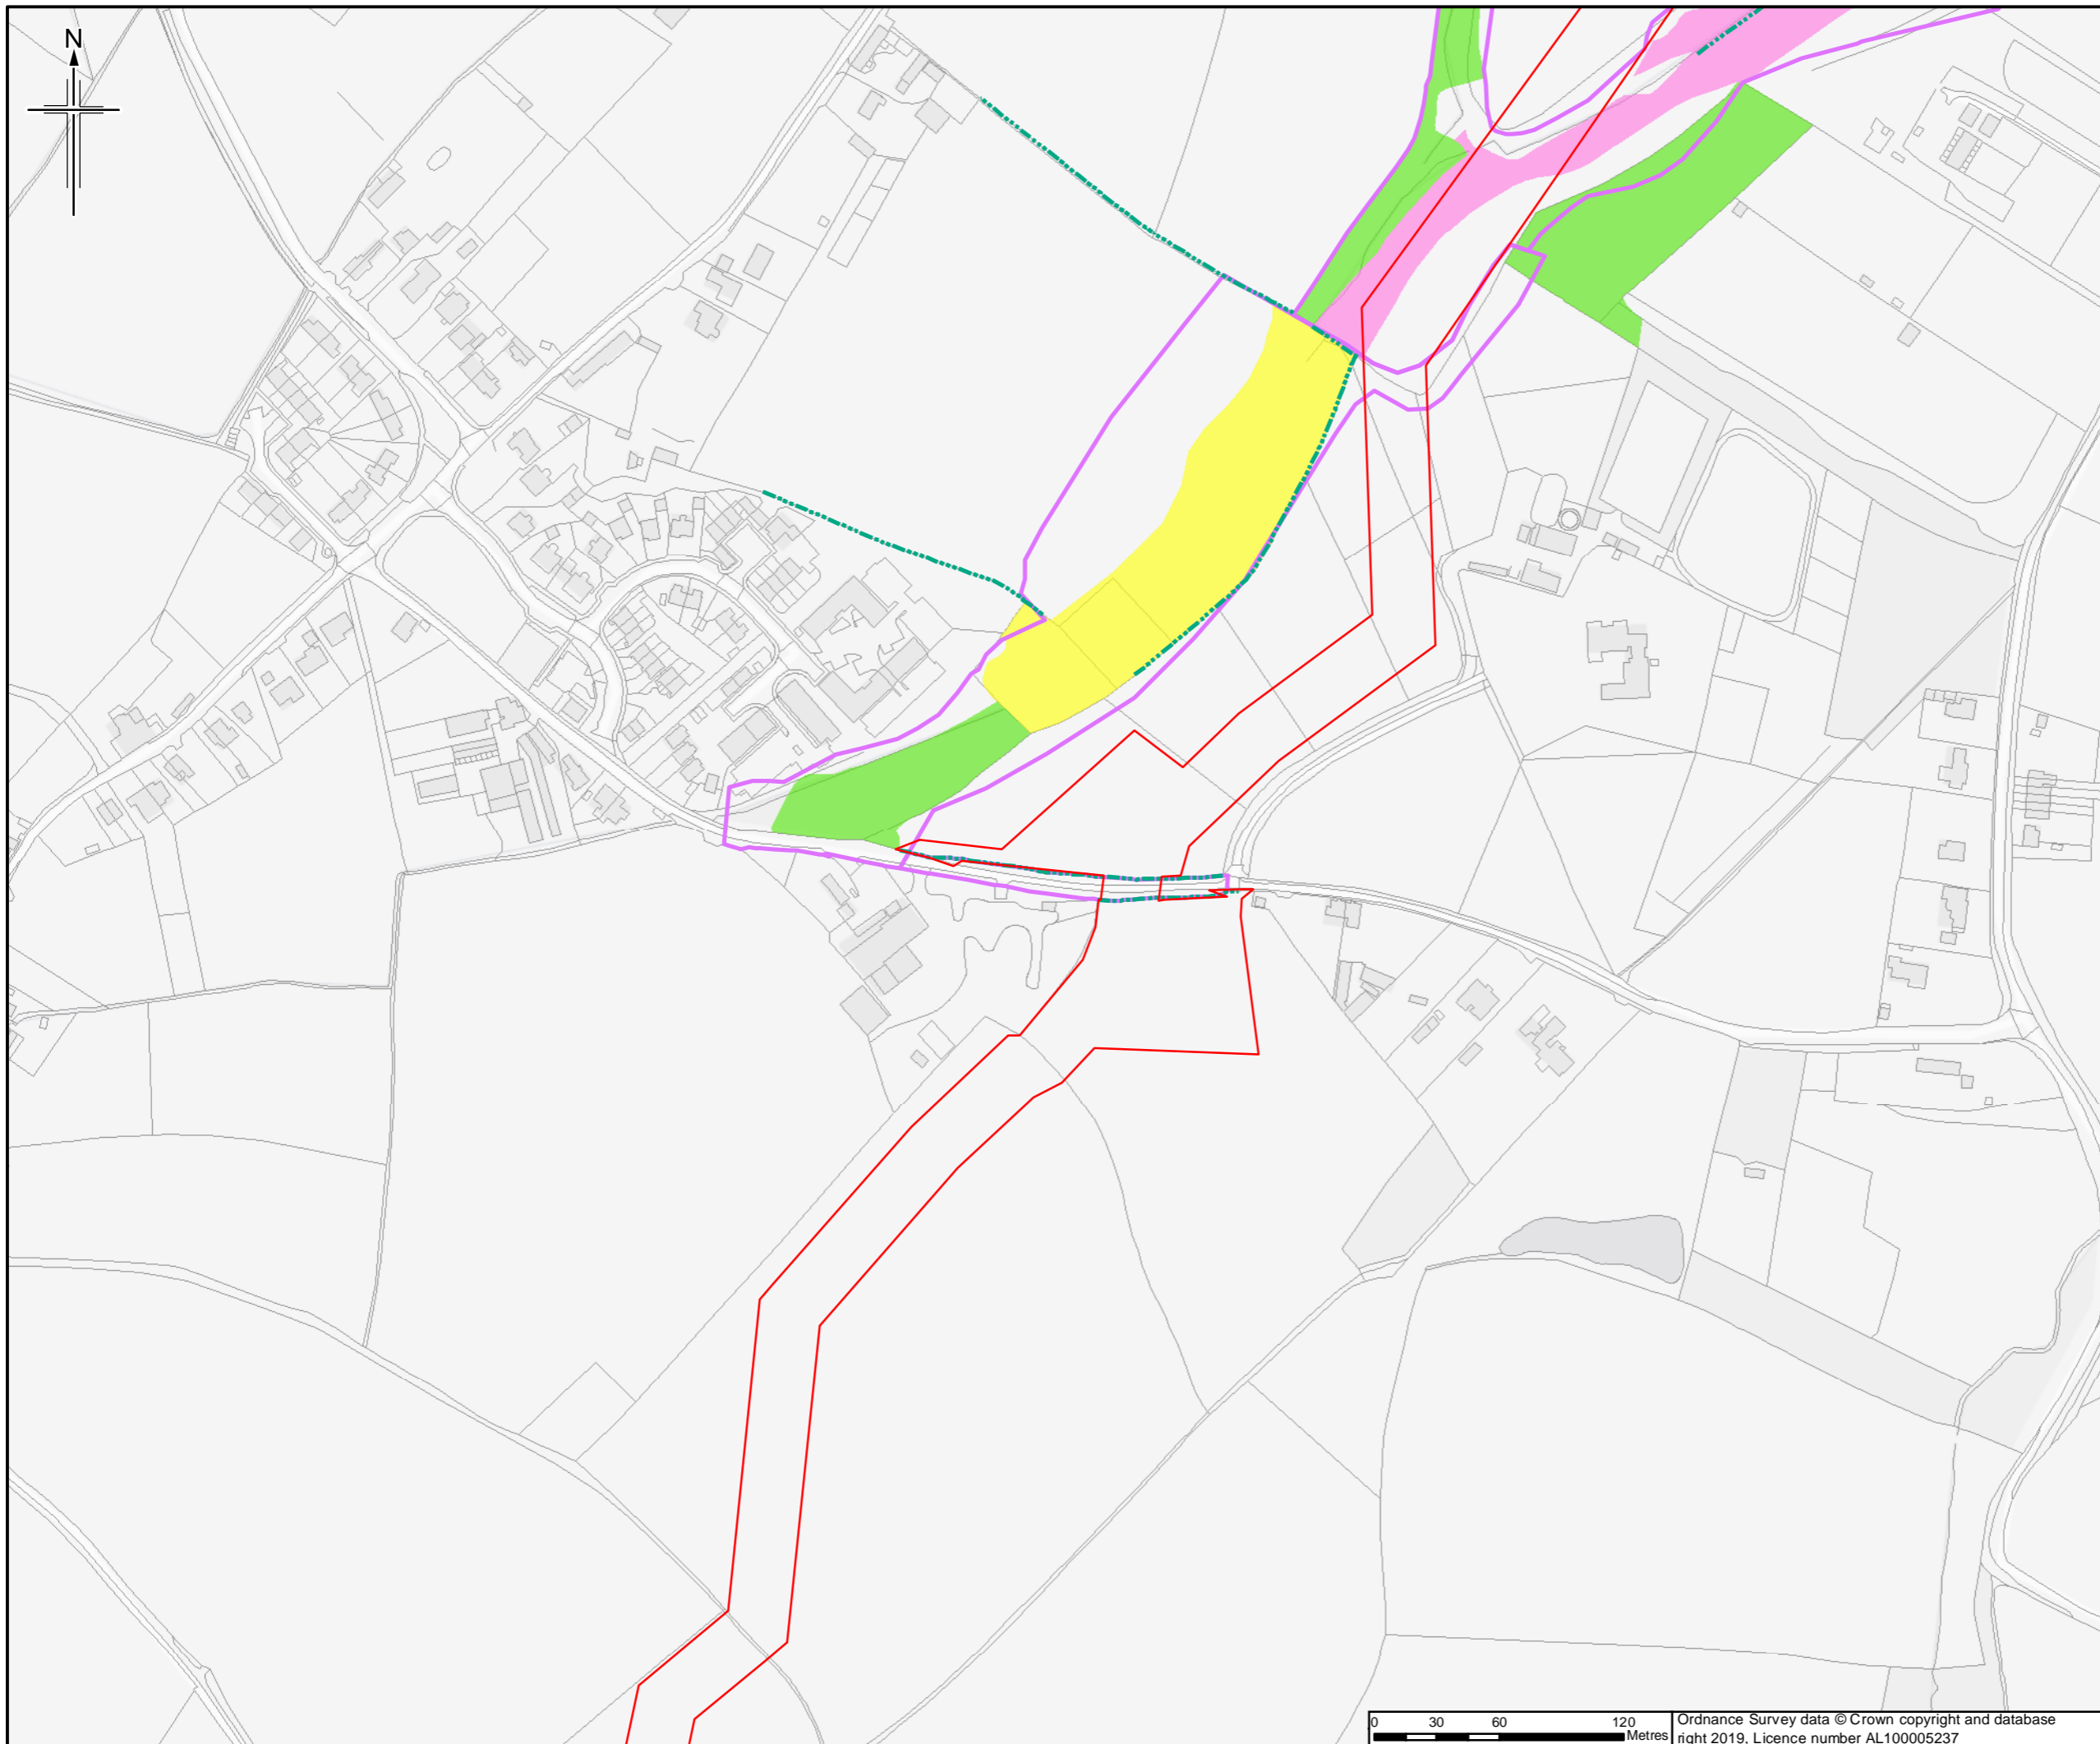 N
0 30 60 120
Metres
Ordnance Survey data © Crown copyright and database
right 2019, Licence number AL100005237